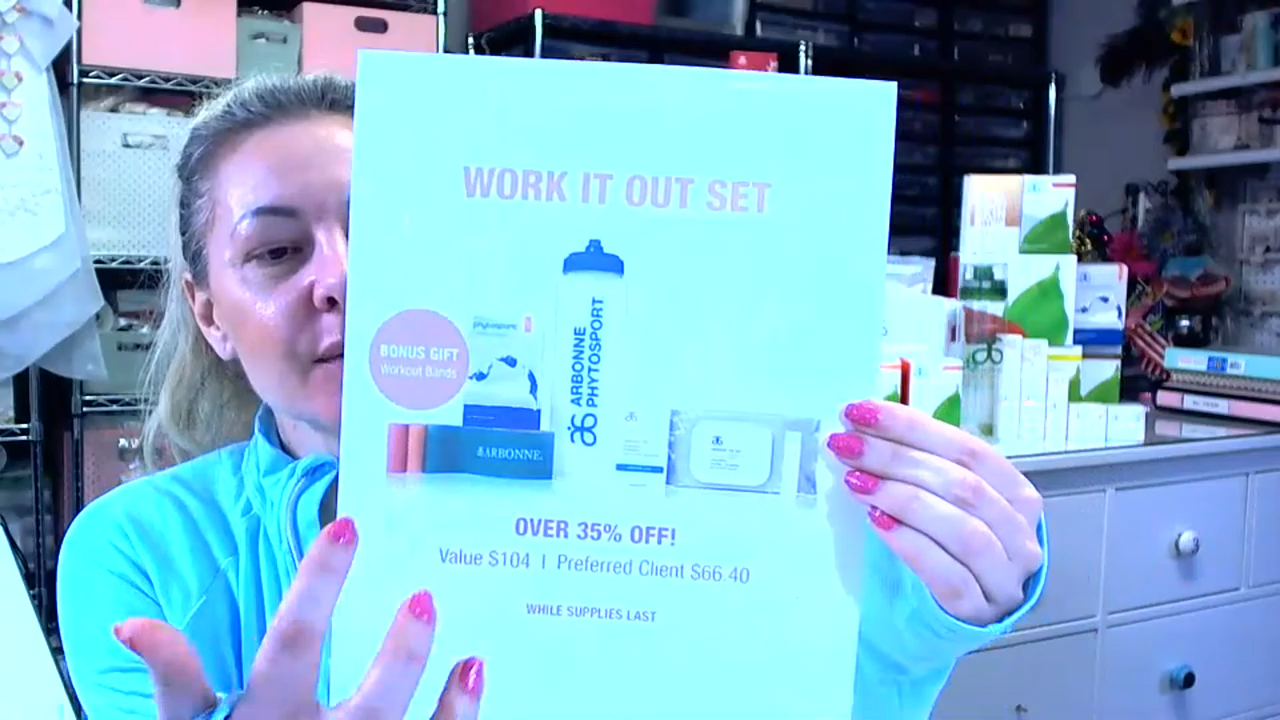 WORK IT OUT SET
BONUS GIFT
Workout Bands
phytosport
ARBONNE
PHYTOSPORT
ARBONNE.
OVER 35% OFF!
Value $104 | Preferred Client $66.40
WHILE SUPPLIES LAST